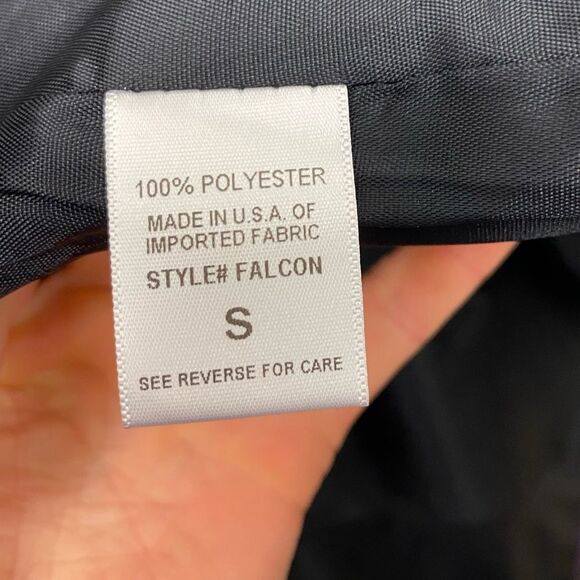 100% POLYESTER
MADE IN U.S.A. OF
IMPORTED FABRIC
STYLE# FALCON
S
SEE REVERSE FOR CARE